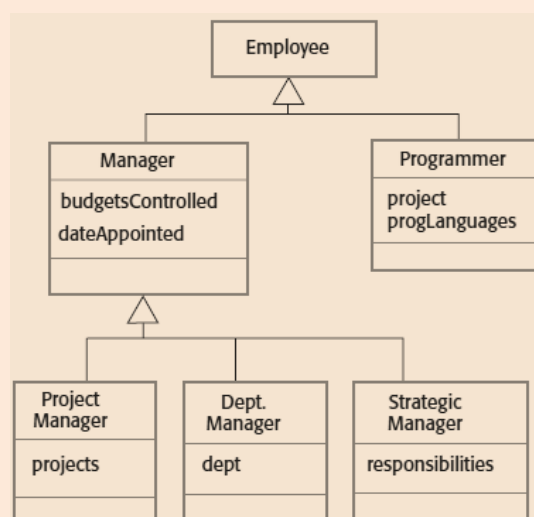 Employee
Manager
budgetsControlled
dateAppointed
Programmer
project
progLanguages
Project
Manager
projects
Dept.
Manager
dept
Strategic
Manager
responsibilities